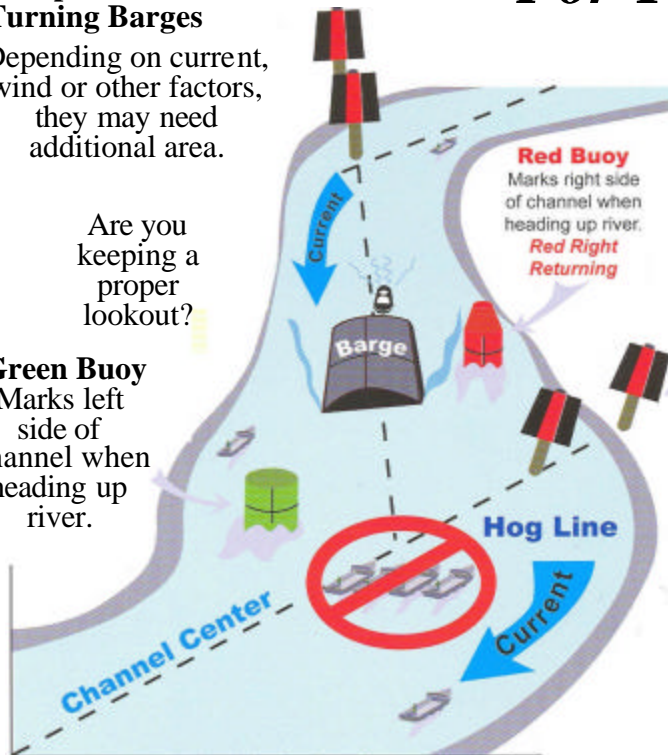 Turning Barges
Depending on current,
wind or other factors,
they may need
additional area.
Red Buoy
Marks right side
of channel when
heading up river.
Red Right
Returning
Current
Are you
keeping a
proper
lookout?
Barge
Green Buoy
Marks left
side of
channel when
heading up
river.
Hog Line
Current
Channel Center